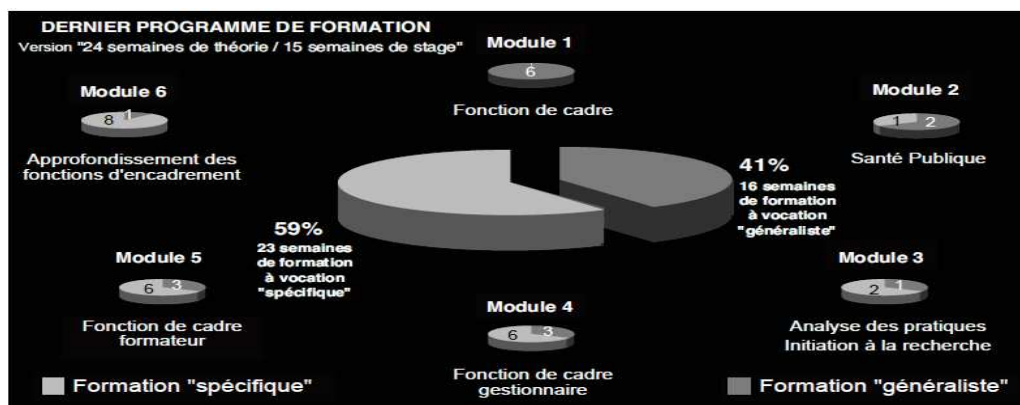 DERNIER PROGRAMME DE FORMATION
Version "24 semaines de théorie / 15 semaines de stage"
Module 1
6
Fonction de cadre
Module 6
8 1
Approfondissement des
fonctions d'encadrement
Module 2
1 2
Santé Publique
41%
16 semaines
de formation
à vocation
"généraliste"
59%
23 semaines
de formation
à vocation
"spécifique"
Module 5
6 3
Fonction de cadre
formateur
Module 4
6 3
Fonction de cadre
gestionnaire
Module 3
2 1
Analyse des pratiques
Initiation à la recherche
Formation "spécifique"
Formation "généraliste"